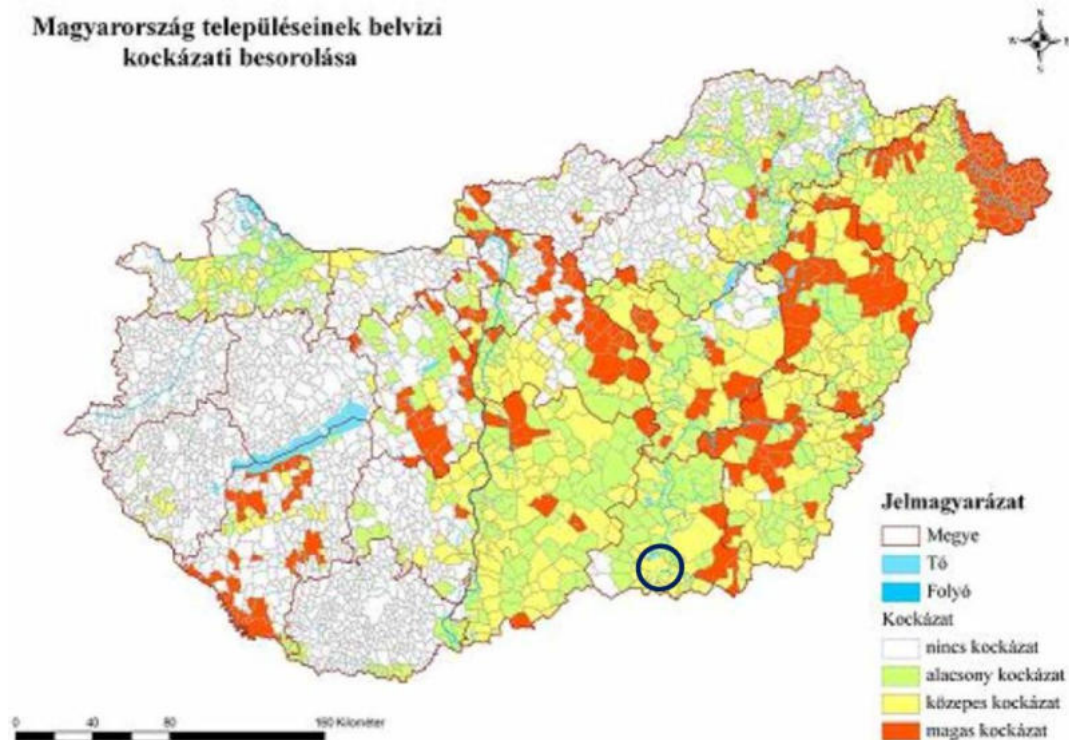 Magyarország településeinek belvizi
kockázati besorolása
N
W
E
S
Jelmagyarázat
Megye
Tó
Folyó
Kockázat
nincs kockázat
alacsony kockázat
közepes kockázat
magas kockázat
0 40 80 160 Kilométer